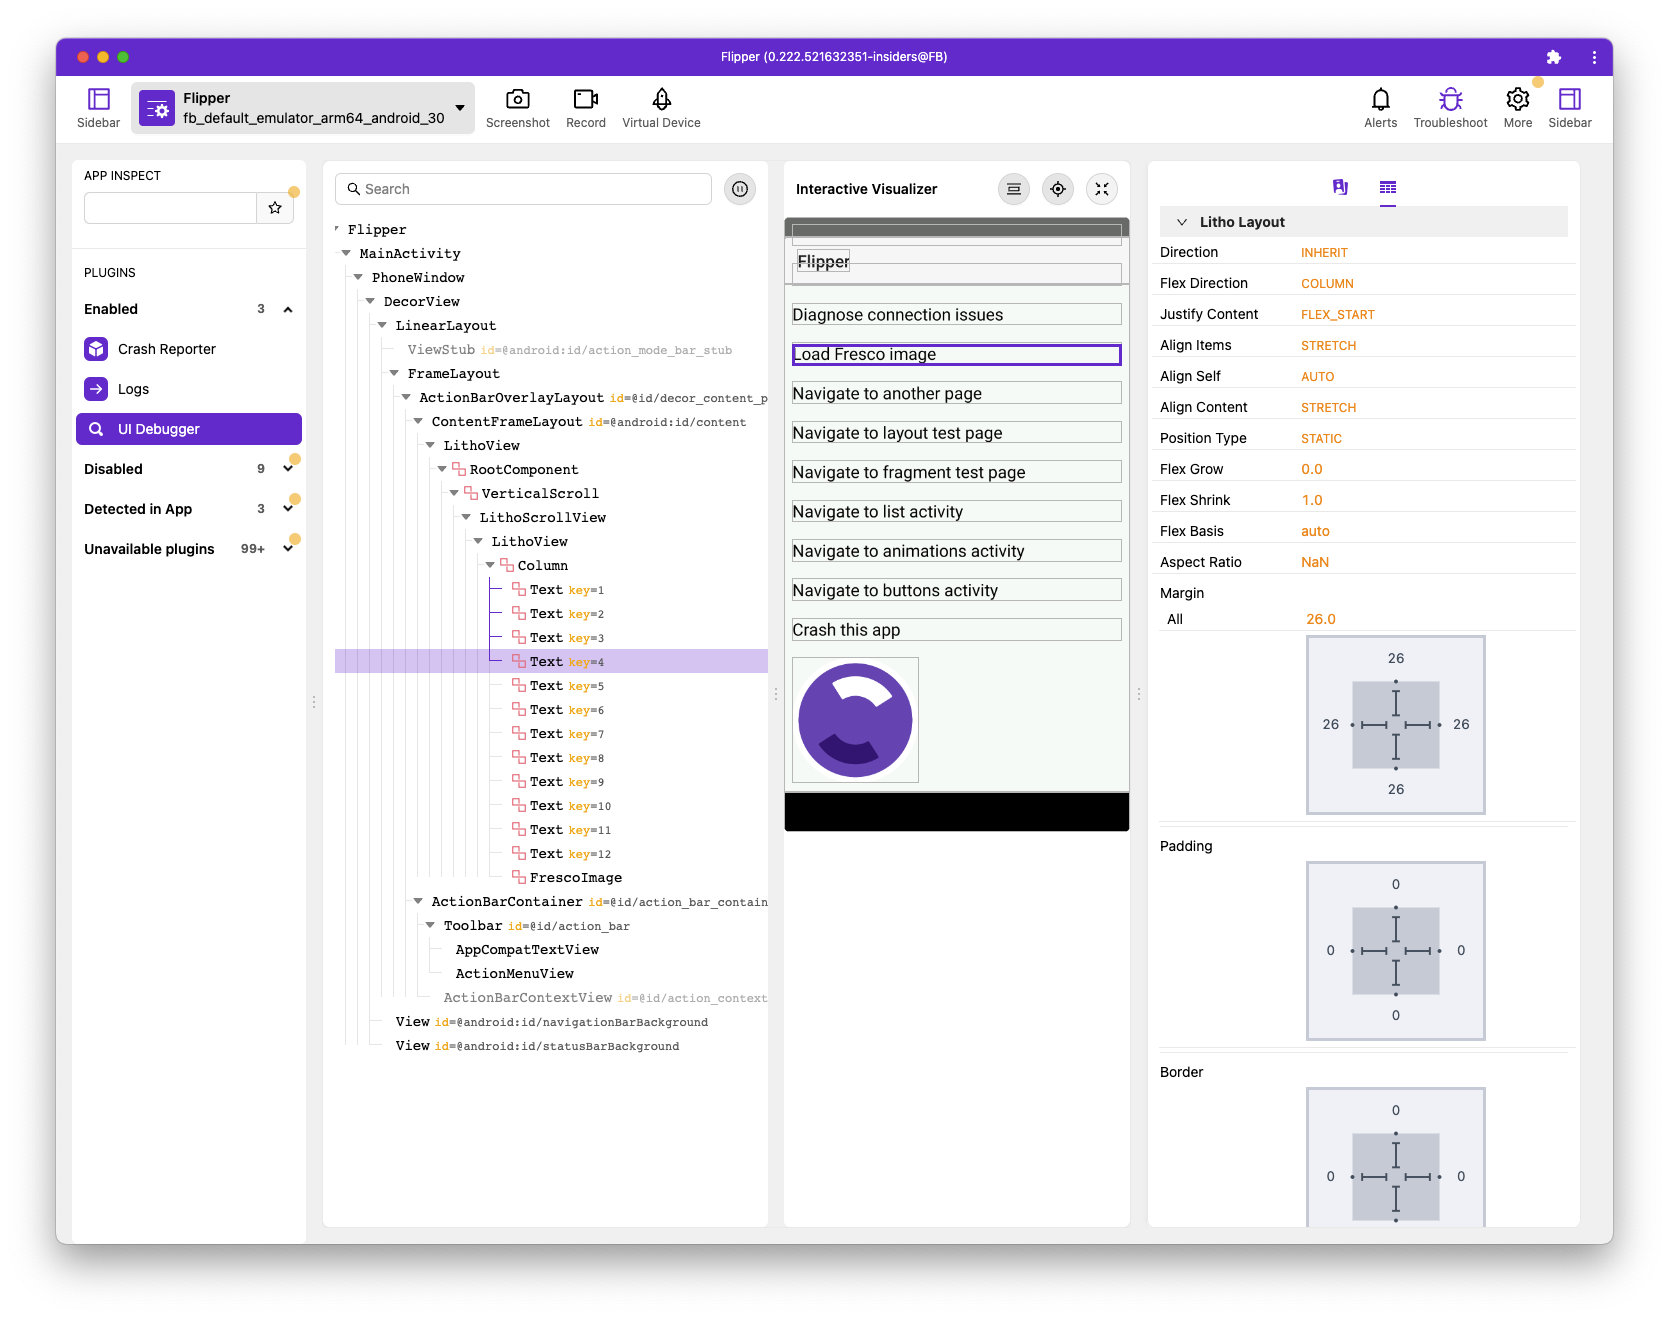 Flipper (0.222.521632351-insiders@FB)
Sidebar
Flipper
fb_default_emulator_arm64_android_30
Screenshot
Record
Virtual Device
Alerts
Troubleshoot
More
Sidebar
APP INSPECT
PLUGINS
Enabled 3
Crash Reporter
Logs
UI Debugger
Disabled 9
Detected in App 3
Unavailable plugins 99+
Search
Flipper
MainActivity
PhoneWindow
DecorView
LinearLayout
ViewStub id=@android:id/action_mode_bar_stub
FrameLayout
ActionBarOverlayLayout id=@id/decor_content_p
ContentFrameLayout id=@android:id/content
LithoView
RootComponent
VerticalScroll
LithoScrollView
LithoView
Column
Text key=1
Text key=2
Text key=3
Text key=4
Text key=5
Text key=6
Text key=7
Text key=8
Text key=9
Text key=10
Text key=11
Text key=12
FrescoImage
ActionBarContainer id=@id/action_bar_contain
Toolbar id=@id/action_bar
AppCompatTextView
ActionMenuView
ActionBarContextView id=@id/action_context
View id=@android:id/navigationBarBackground
View id=@android:id/statusBarBackground
Interactive Visualizer
Flipper
Diagnose connection issues
Load Fresco image
Navigate to another page
Navigate to layout test page
Navigate to fragment test page
Navigate to list activity
Navigate to animations activity
Navigate to buttons activity
Crash this app
Litho Layout
Direction INHERIT
Flex Direction COLUMN
Justify Content FLEX_START
Align Items STRETCH
Align Self AUTO
Align Content STRETCH
Position Type STATIC
Flex Grow 0.0
Flex Shrink 1.0
Flex Basis auto
Aspect Ratio NaN
Margin
All 26.0
26
26 26
26
Padding
0
0 0
0
Border
0
0 0